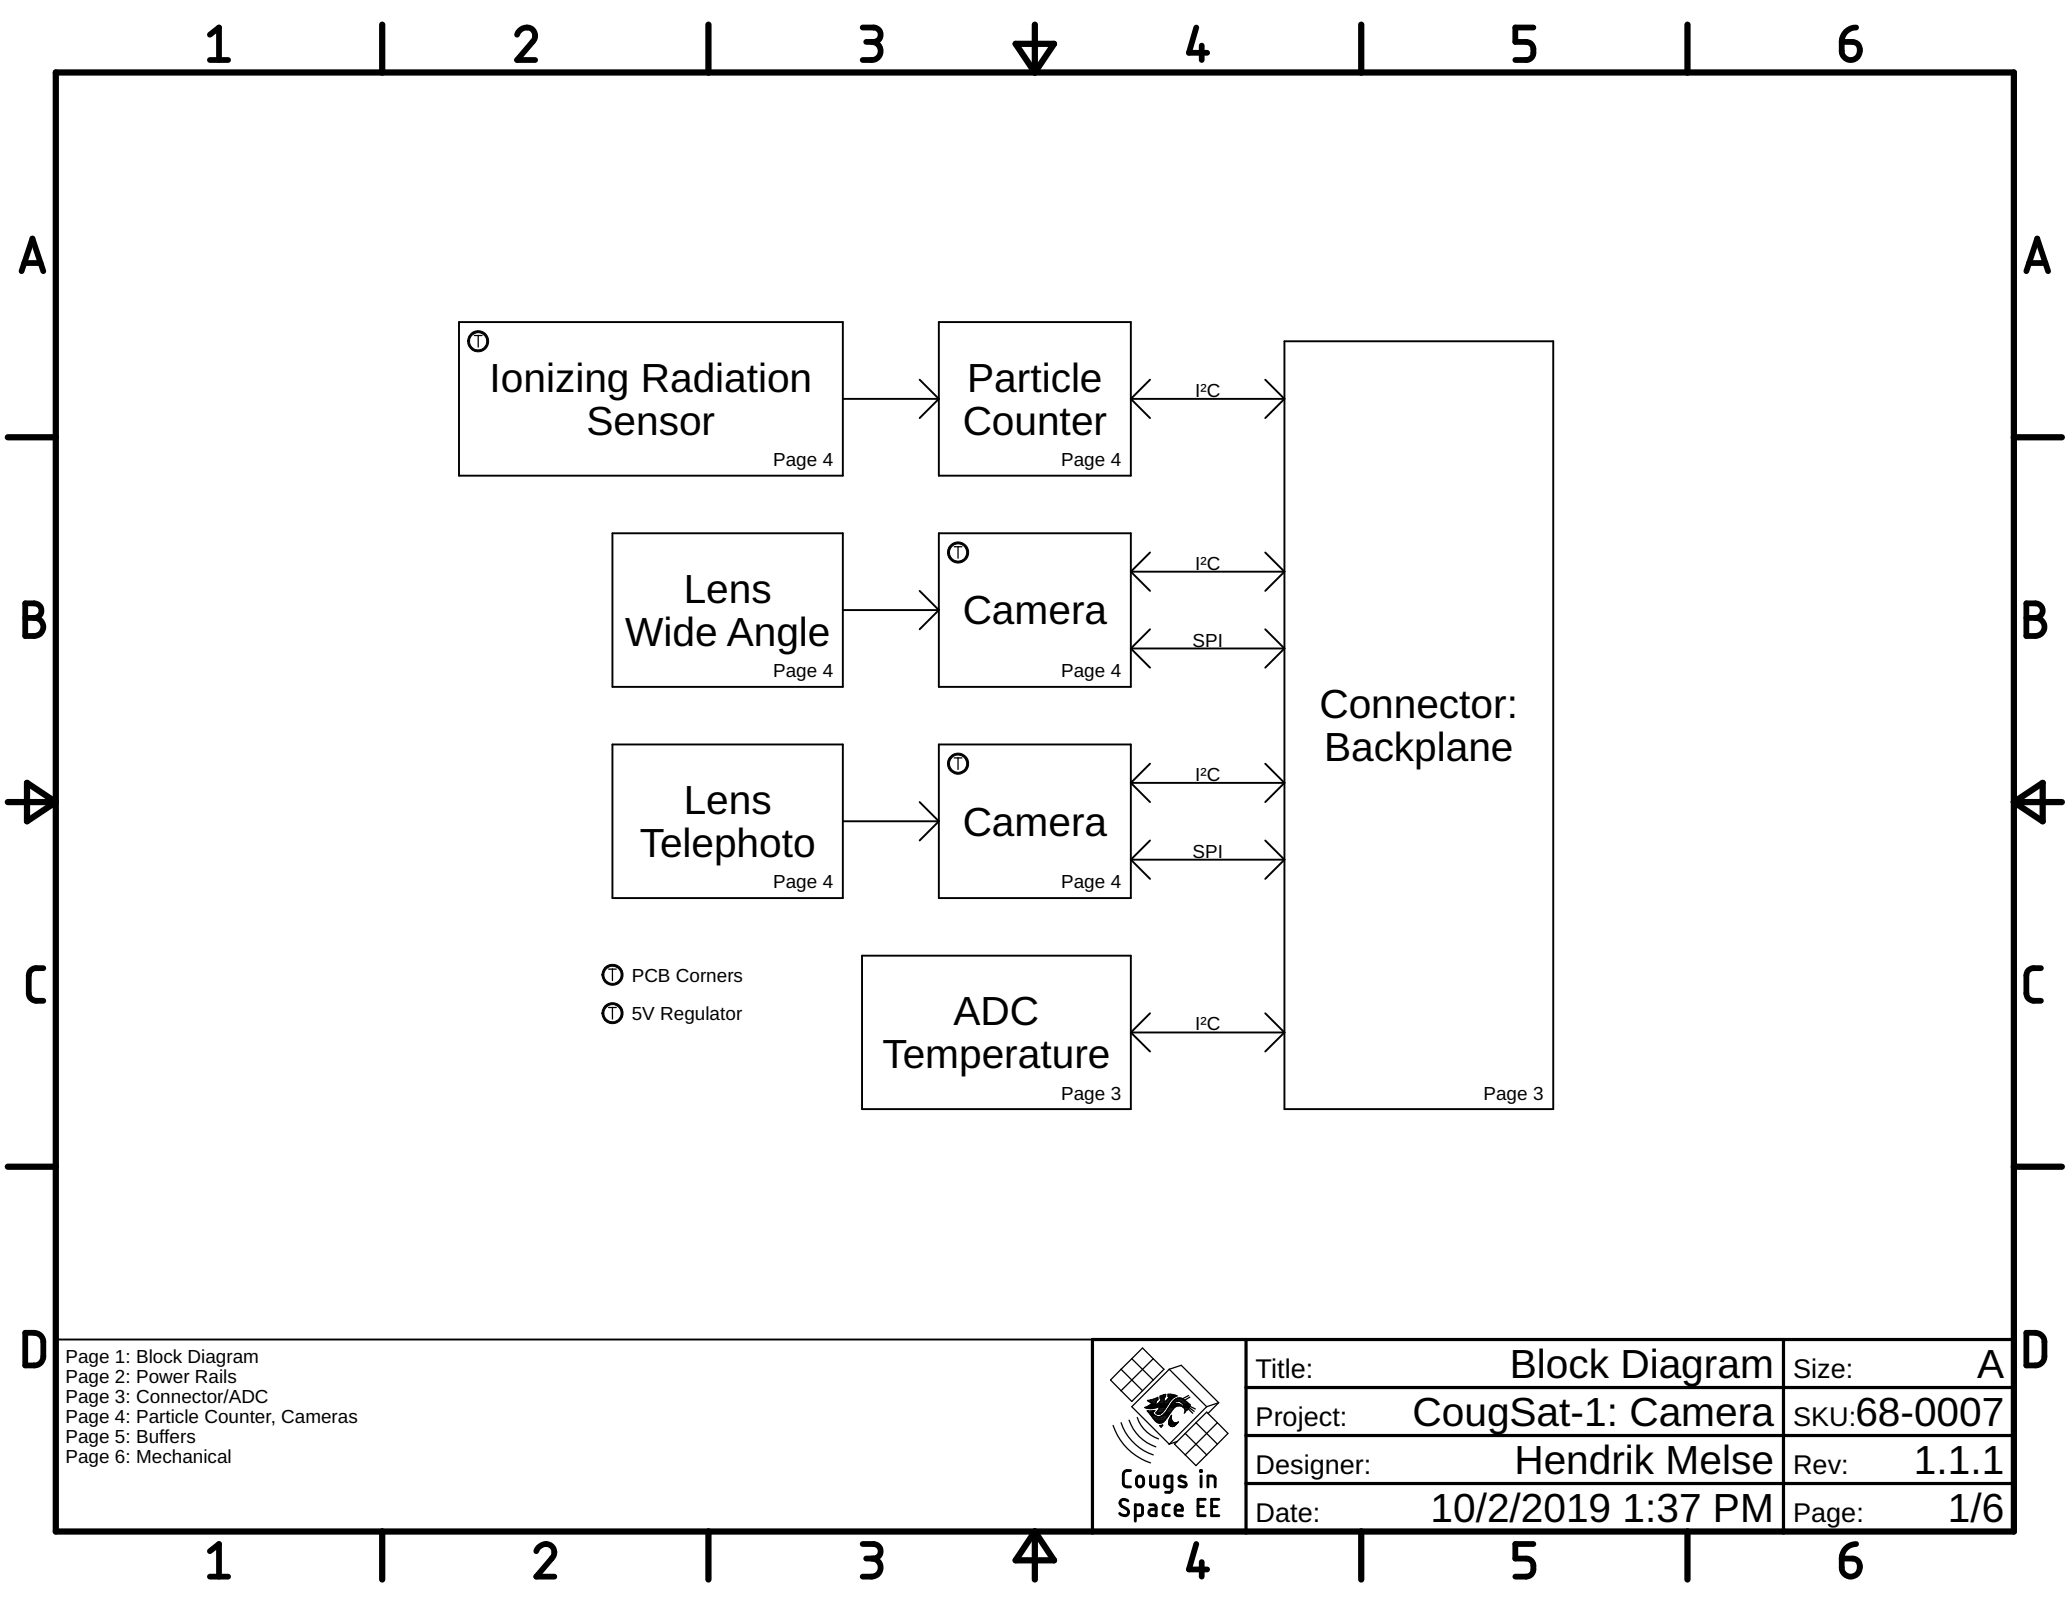 1 2 3 4 5 6
A A
T
Ionizing Radiation
Sensor
Page 4
Particle
Counter
Page 4
I²C
Lens
Wide Angle
Page 4
T
Camera
Page 4
I²C
SPI
B B
Lens
Telephoto
Page 4
T
Camera
Page 4
I²C
SPI
Connector:
Backplane
Page 3
T PCB Corners
T 5V Regulator
ADC
Temperature
Page 3
I²C
C C
D D
Page 1: Block Diagram
Page 2: Power Rails
Page 3: Connector/ADC
Page 4: Particle Counter, Cameras
Page 5: Buffers
Page 6: Mechanical
Cougs in
Space EE
Title: Block Diagram Size: A
Project: CougSat-1: Camera SKU:68-0007
Designer: Hendrik Melse Rev: 1.1.1
Date: 10/2/2019 1:37 PM Page: 1/6
1 2 3 4 5 6